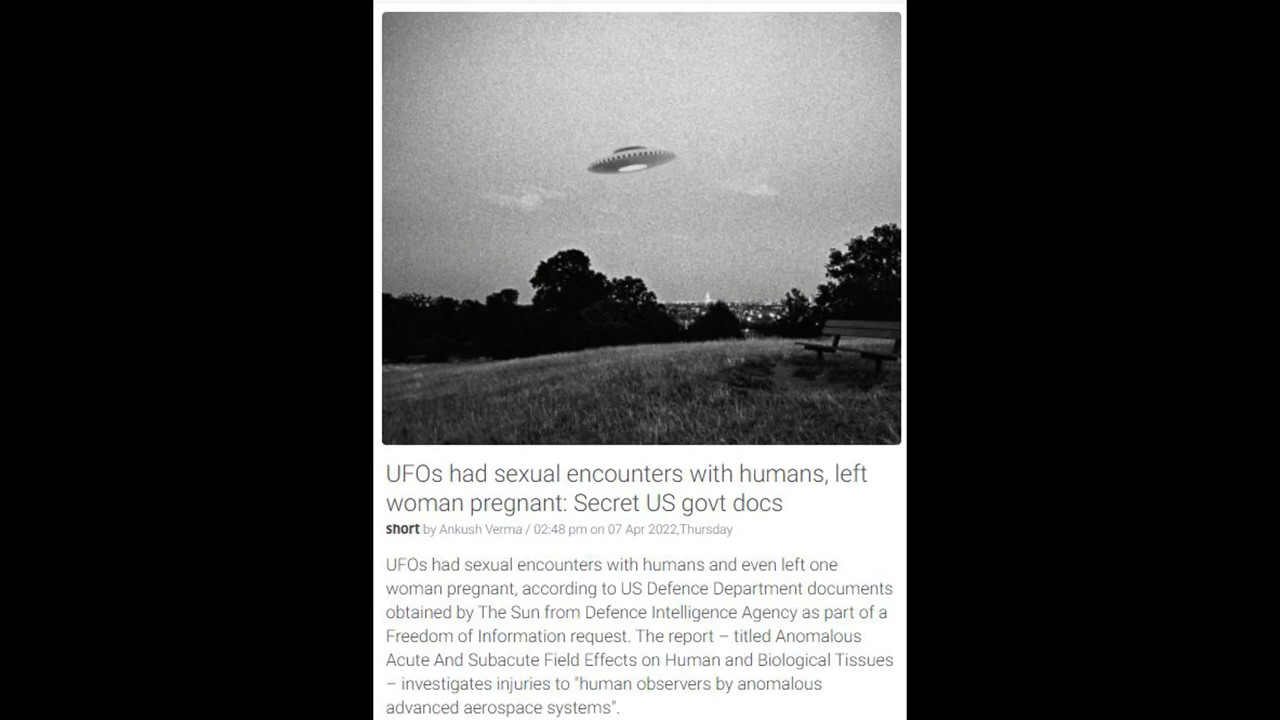 UFOs had sexual encounters with humans, left
woman pregnant: Secret US govt docs
short by Ankush Verma / 02:48 pm on 07 Apr 2022,Thursday
UFOs had sexual encounters with humans and even left one
woman pregnant, according to US Defence Department documents
obtained by The Sun from Defence Intelligence Agency as part of a
Freedom of Information request. The report – titled Anomalous
Acute And Subacute Field Effects on Human and Biological Tissues
– investigates injuries to "human observers by anomalous
advanced aerospace systems".